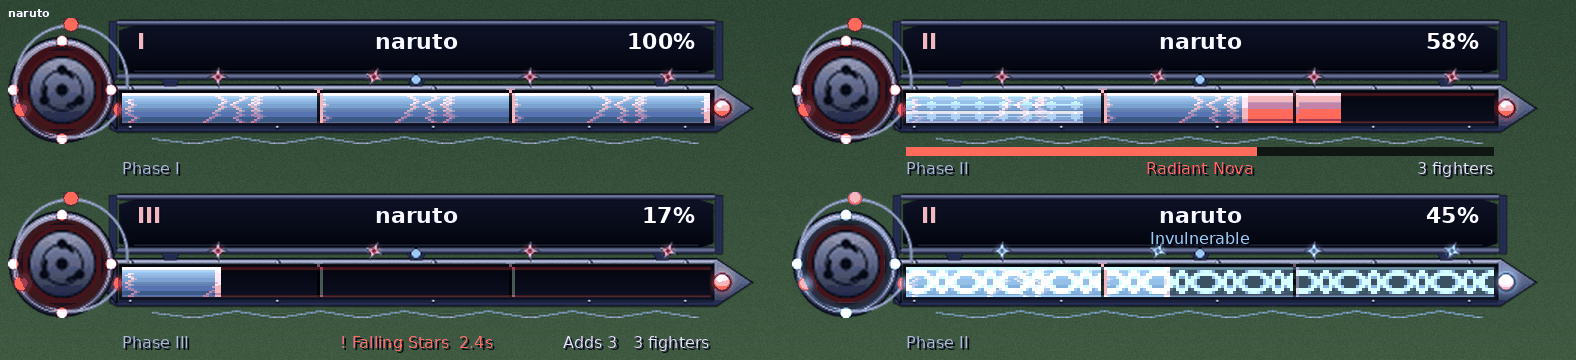 naruto
I naruto 100%
Phase I
II naruto 58%
Phase II Radiant Nova 3 fighters
III naruto 17%
Phase III ! Falling Stars 2.4s Adds 3 3 fighters
II naruto 45%
Invulnerable
Phase II